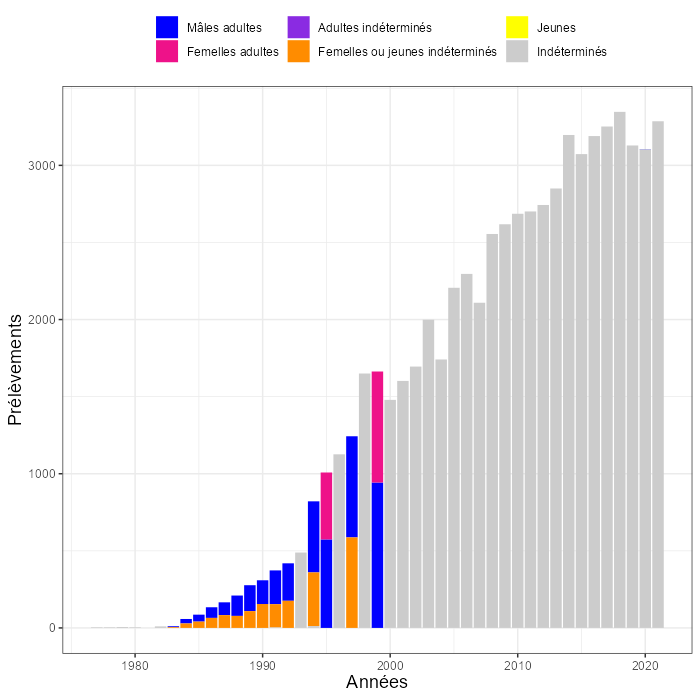 Mâles adultes Adultes indéterminés Jeunes
Femelles adultes Femelles ou jeunes indéterminés Indéterminés
3000
2000
1000
0
Prélèvements
1980 1990 2000 2010 2020
Années